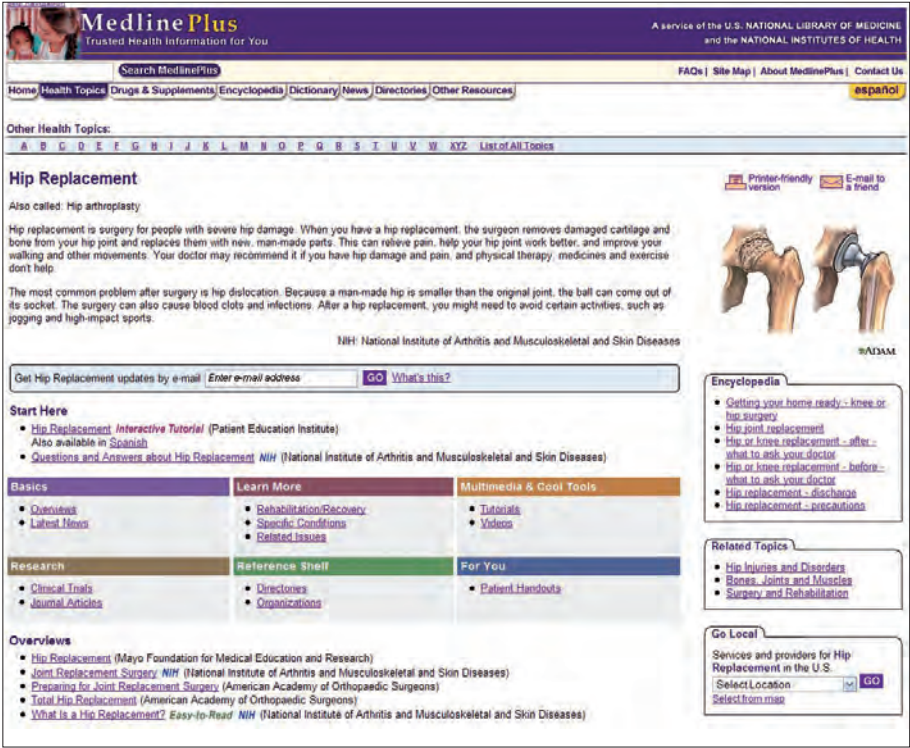 Medline Plus
Trusted Health Information for You
A service of the U.S. NATIONAL LIBRARY OF MEDICINE
and the NATIONAL INSTITUTES OF HEALTH
Search MedlinePlus
FAQs | Site Map | About MedlinePlus | Contact Us
Home Health Topics Drugs & Supplements Encyclopedia Dictionary News Directories Other Resources
español
Other Health Topics:
A B C D E F G H I J K L M N O P Q R S T U V W XYZ List of All Topics
Hip Replacement
Printer-friendly version
E-mail to a friend
Also called: Hip arthroplasty
Hip replacement is surgery for people with severe hip damage. When you have a hip replacement, the surgeon removes damaged cartilage and
bone from your hip joint and replaces them with new, man-made parts. This can relieve pain, help your hip joint work better, and improve your
walking and other movements. Your doctor may recommend it if you have hip damage and pain, and physical therapy, medicines and exercise
don't help.
The most common problem after surgery is hip dislocation. Because a man-made hip is smaller than the original joint, the ball can come out of
its socket. The surgery can also cause blood clots and infections. After a hip replacement, you might need to avoid certain activities, such as
jogging and high-impact sports.
NIH: National Institute of Arthritis and Musculoskeletal and Skin Diseases
ADAM
Get Hip Replacement updates by e-mail Enter e-mail address GO What's this?
Start Here
Hip Replacement Interactive Tutorial (Patient Education Institute)
Also available in Spanish
Questions and Answers about Hip Replacement NIH (National Institute of Arthritis and Musculoskeletal and Skin Diseases)
Basics
Overviews
Latest News
Learn More
Rehabilitation/Recovery
Specific Conditions
Related Issues
Multimedia & Cool Tools
Tutorials
Videos
Research
Clinical Trials
Journal Articles
Reference Shelf
Directories
Organizations
For You
Patient Handouts
Overviews
Hip Replacement (Mayo Foundation for Medical Education and Research)
Joint Replacement Surgery NIH (National Institute of Arthritis and Musculoskeletal and Skin Diseases)
Preparing for Joint Replacement Surgery (American Academy of Orthopaedic Surgeons)
Total Hip Replacement (American Academy of Orthopaedic Surgeons)
What Is a Hip Replacement? Easy-to-Read NIH (National Institute of Arthritis and Musculoskeletal and Skin Diseases)
Encyclopedia
Getting your home ready - knee or
hip surgery
Hip joint replacement
Hip or knee replacement - after -
what to ask your doctor
Hip or knee replacement - before -
what to ask your doctor
Hip replacement - discharge
Hip replacement - precautions
Related Topics
Hip Injuries and Disorders
Bones, Joints and Muscles
Surgery and Rehabilitation
Go Local
Services and providers for Hip
Replacement in the U.S.
Select Location GO
Select from map